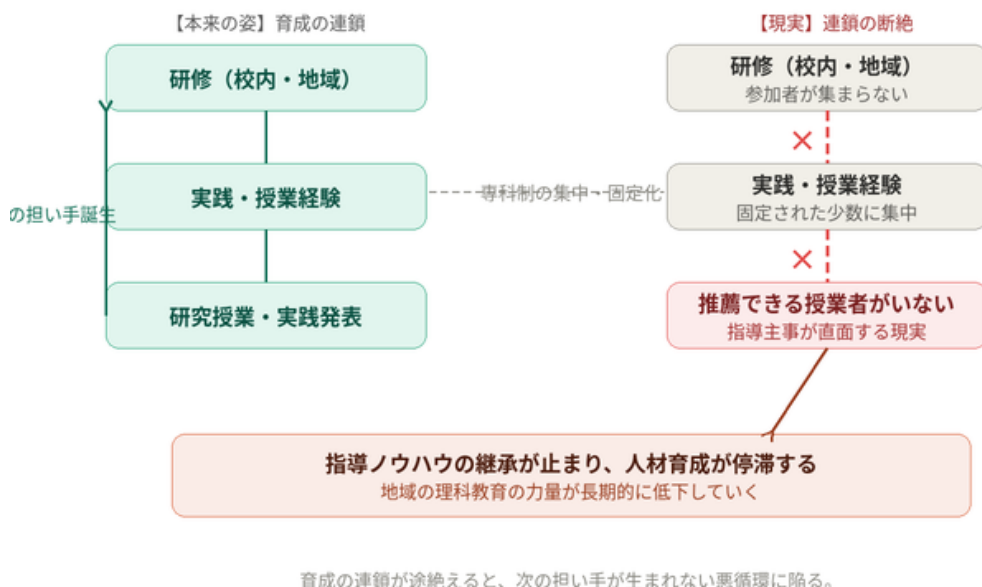 【本来の姿】育成の連鎖
【現実】連鎖の断絶
研修（校内・地域）
研修（校内・地域）
参加者が集まらない
実践・授業経験
専科制の集中・固定化
実践・授業経験
固定された少数に集中
の担い手誕生
研究授業・実践発表
推薦できる授業者がいない
指導主事が直面する現実
指導ノウハウの継承が止まり、人材育成が停滞する
地域の理科教育の力量が長期的に低下していく
育成の連鎖が途絶えると、次の担い手が生まれない悪循環に陥る。